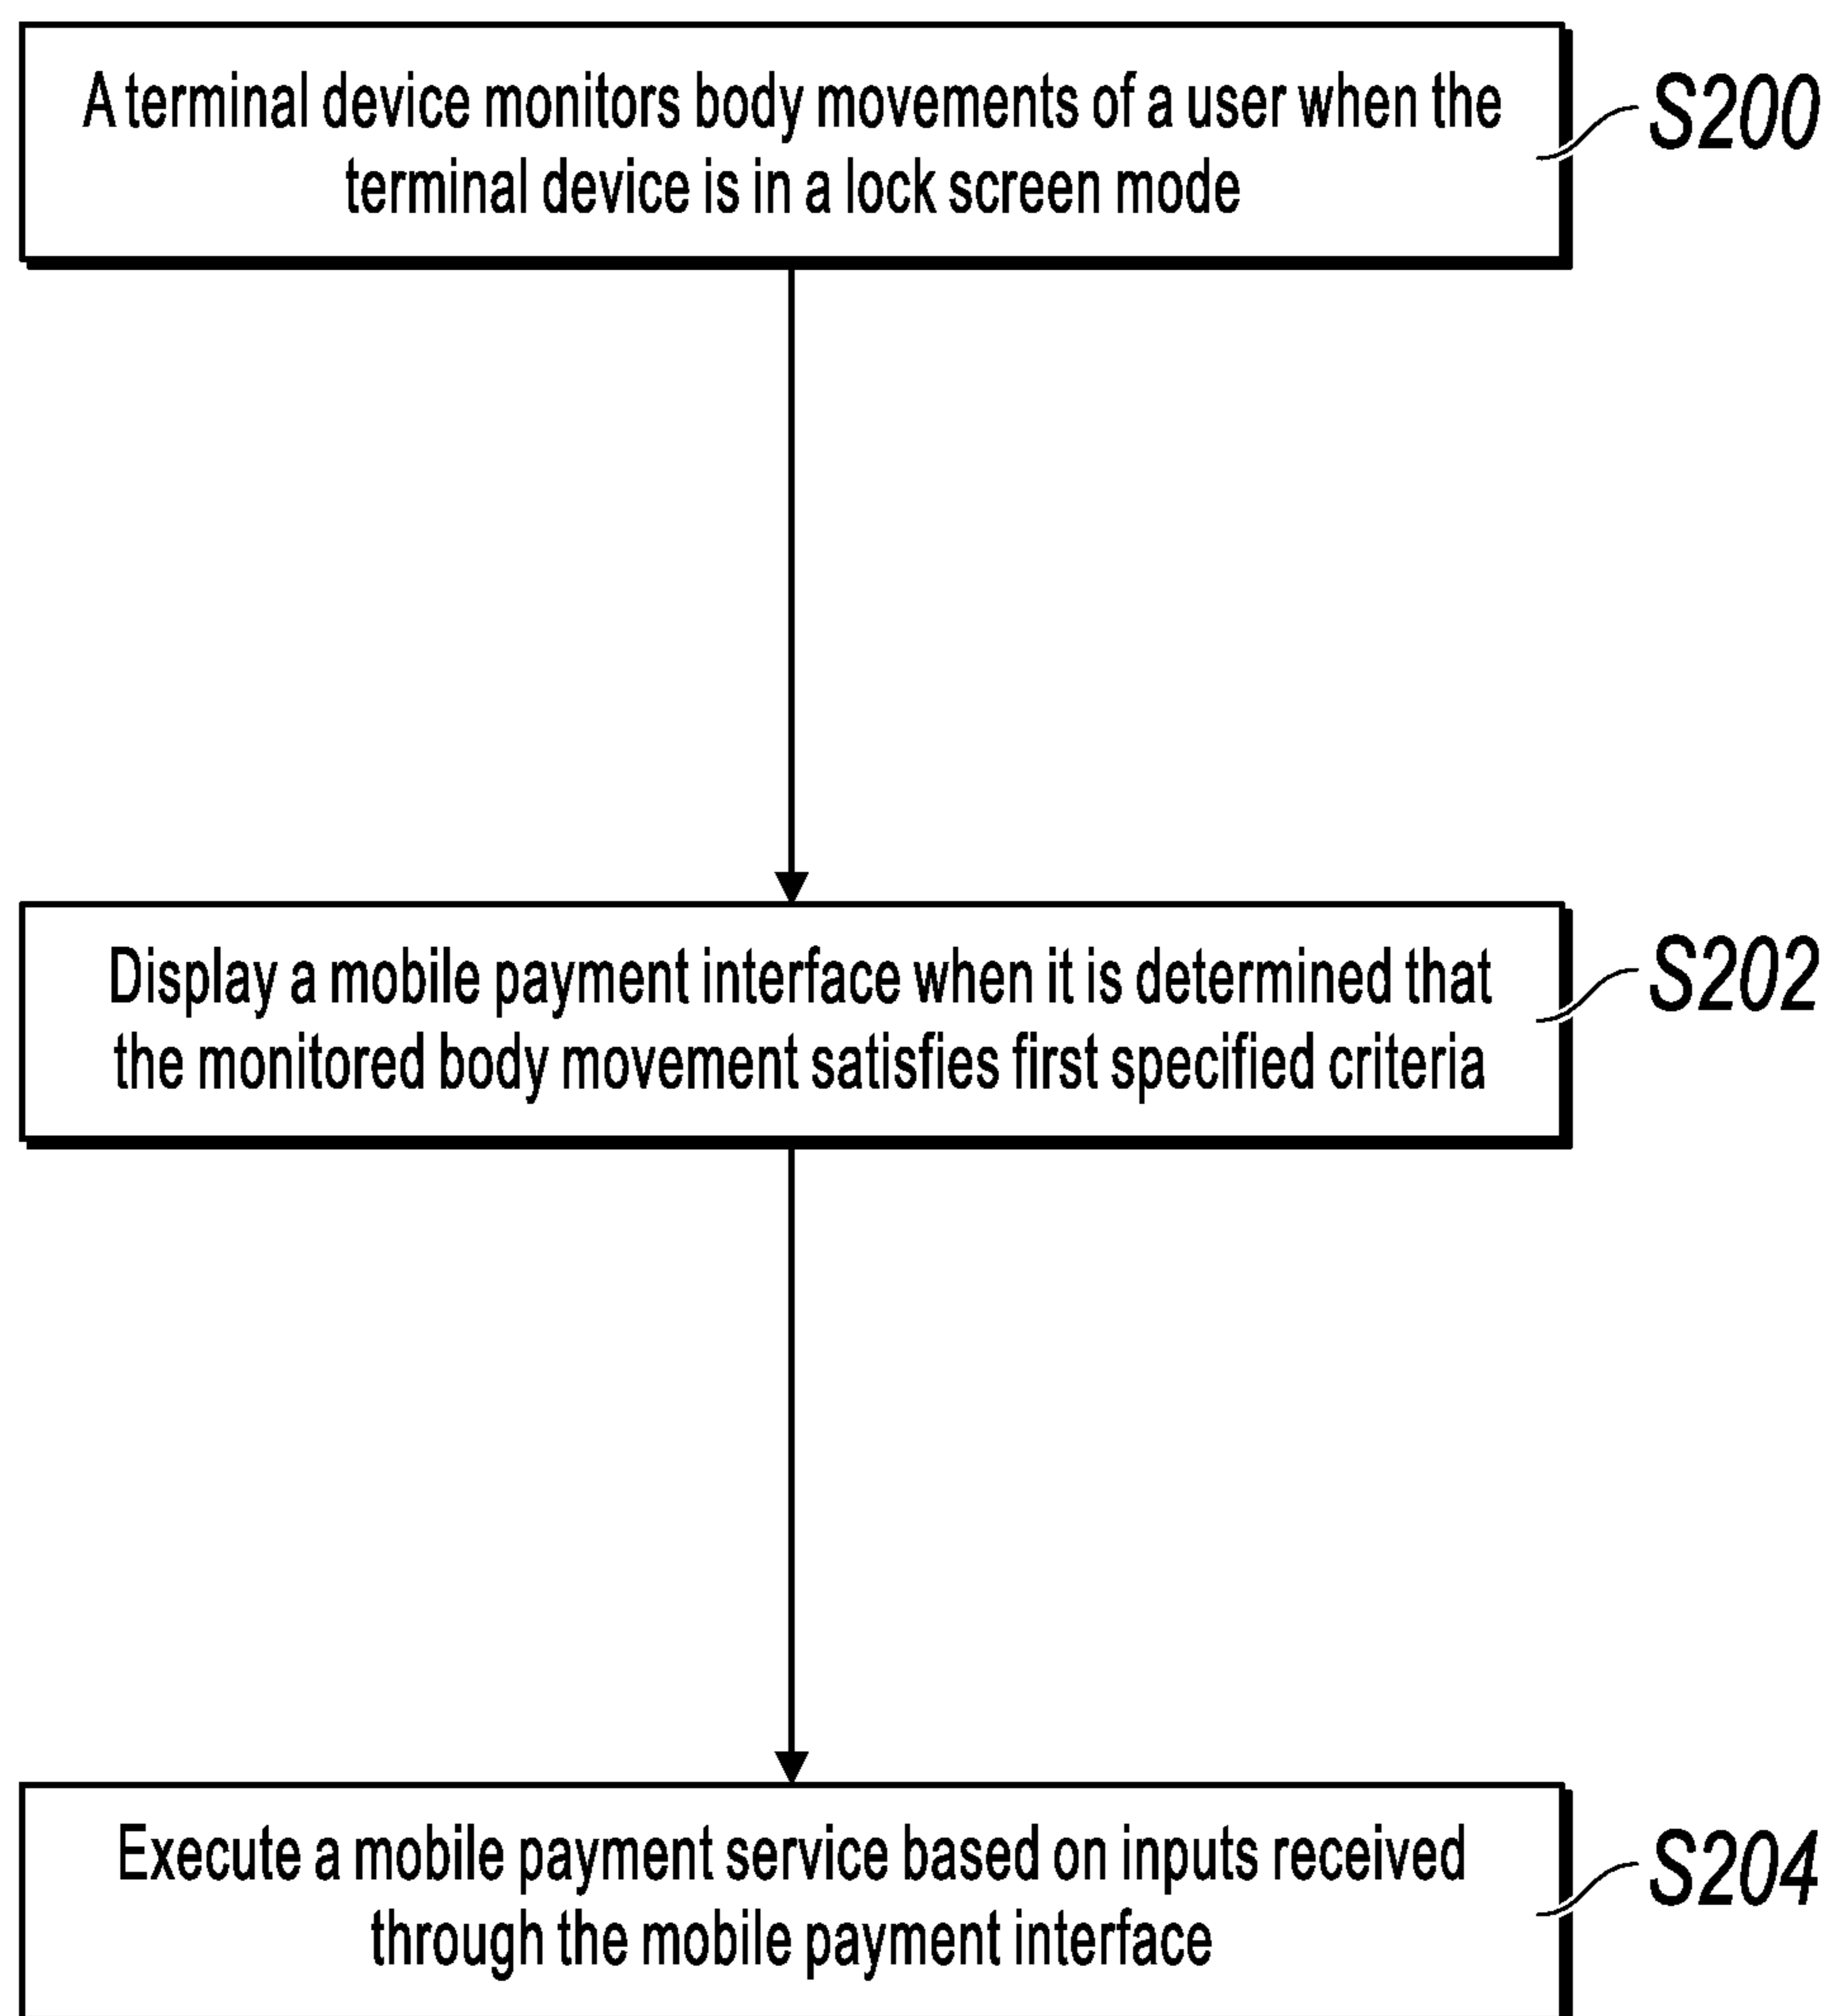 A terminal device monitors body movements of a user when the
terminal device is in a lock screen mode
S200
Display a mobile payment interface when it is determined that
the monitored body movement satisfies first specified criteria
S202
Execute a mobile payment service based on inputs received
through the mobile payment interface
S204